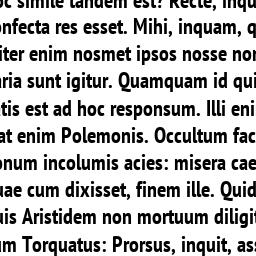 simile tandem est? Recte, inqu
onfecta res esset. Mihi, inquam, q
iter enim nosmet ipsos nosse non
aria sunt igitur. Quamquam id qui
tis est ad hoc responsum. Illi eni
at enim Polemonis. Occultum fac
onum incolumis acies: misera cae
uae cum dixisset, finem ille. Quid
uis Aristidem non mortuum diligit
um Torquatus: Prorsus, inquit, ass